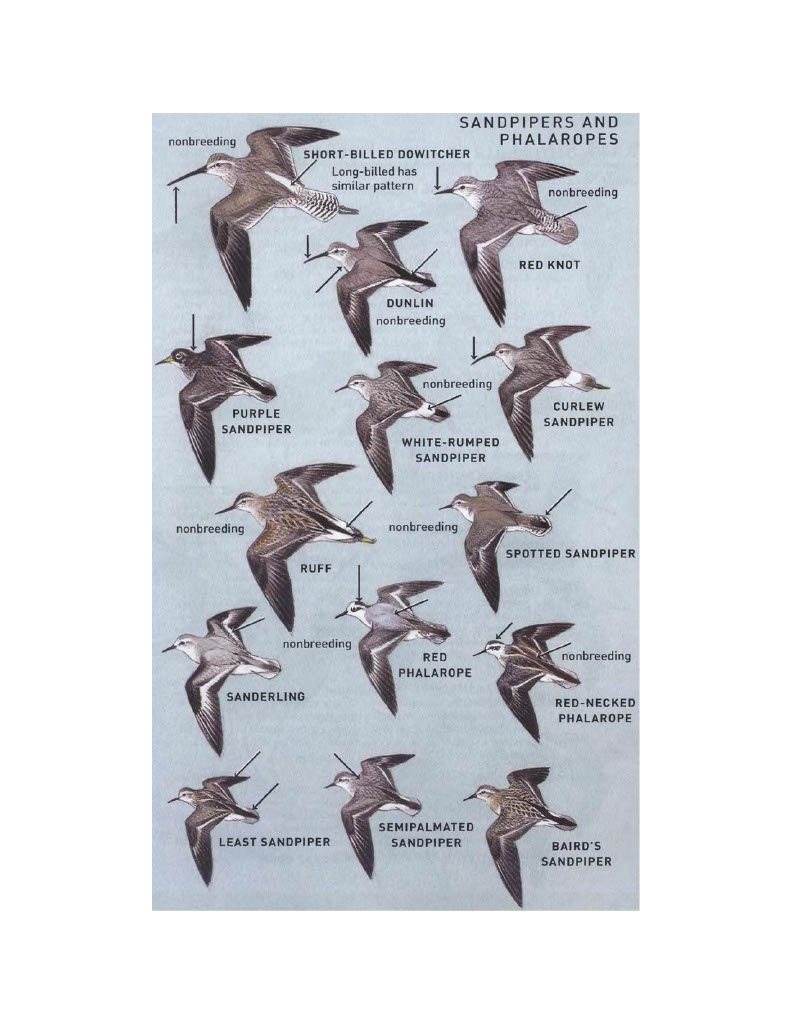 SANDPIPERS AND
PHALAROPES
nonbreeding
SHORT-BILLED DOWITCHER
Long-billed has
similar pattern
nonbreeding
RED KNOT
DUNLIN
nonbreeding
PURPLE
SANDPIPER
nonbreeding
WHITE-RUMPED
SANDPIPER
CURLEW
SANDPIPER
nonbreeding
RUFF
nonbreeding
SPOTTED SANDPIPER
SANDERLING
nonbreeding
RED
PHALAROPE
nonbreeding
RED-NECKED
PHALAROPE
LEAST SANDPIPER
SEMIPALMATED
SANDPIPER
BAIRD'S
SANDPIPER